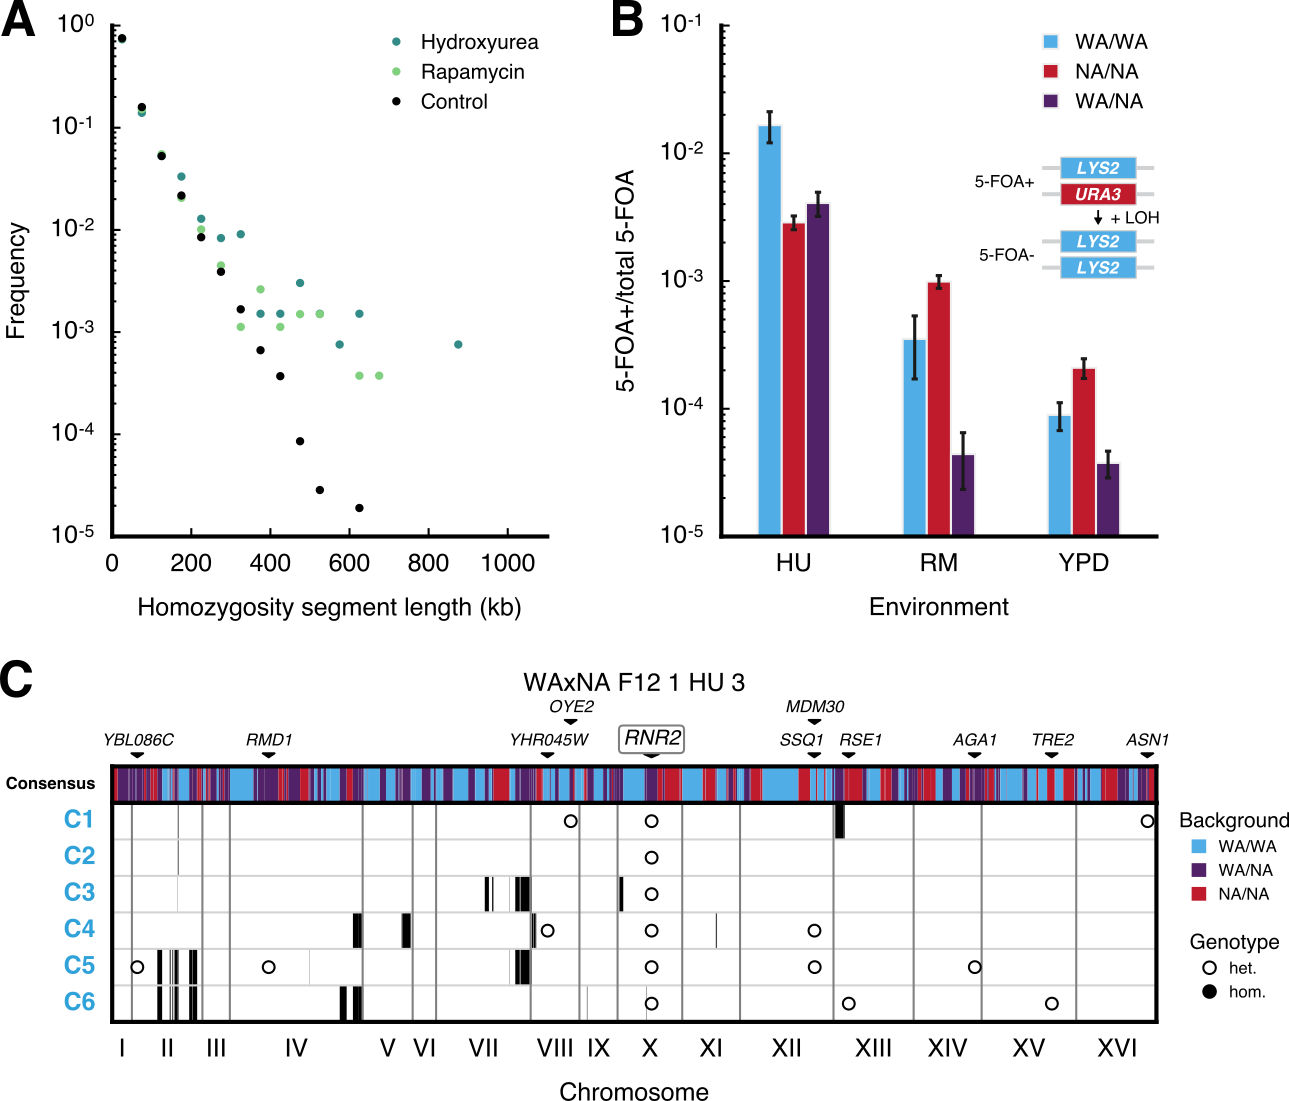 A
10⁰
10⁻¹
10⁻²
10⁻³
10⁻⁴
10⁻⁵
Frequency
Hydroxyurea
Rapamycin
Control
0 200 400 600 800 1000
Homozygosity segment length (kb)
B
10⁻¹
10⁻²
10⁻³
10⁻⁴
10⁻⁵
5-FOA+/total 5-FOA
WA/WA
NA/NA
WA/NA
5-FOA+
LYS2
URA3
+ LOH
5-FOA-
LYS2
LYS2
HU RM YPD
Environment
C
WAxNA F12 1 HU 3
OYE2 MDM30
YBL086C RMD1 YHR045W RNR2 SSQ1 RSE1 AGA1 TRE2 ASN1
Consensus
C1
C2
C3
C4
C5
C6
I II III IV V VI VII VIII IX X XI XII XIII XIV XV XVI
Chromosome
Background
WA/WA
WA/NA
NA/NA
Genotype
het.
hom.